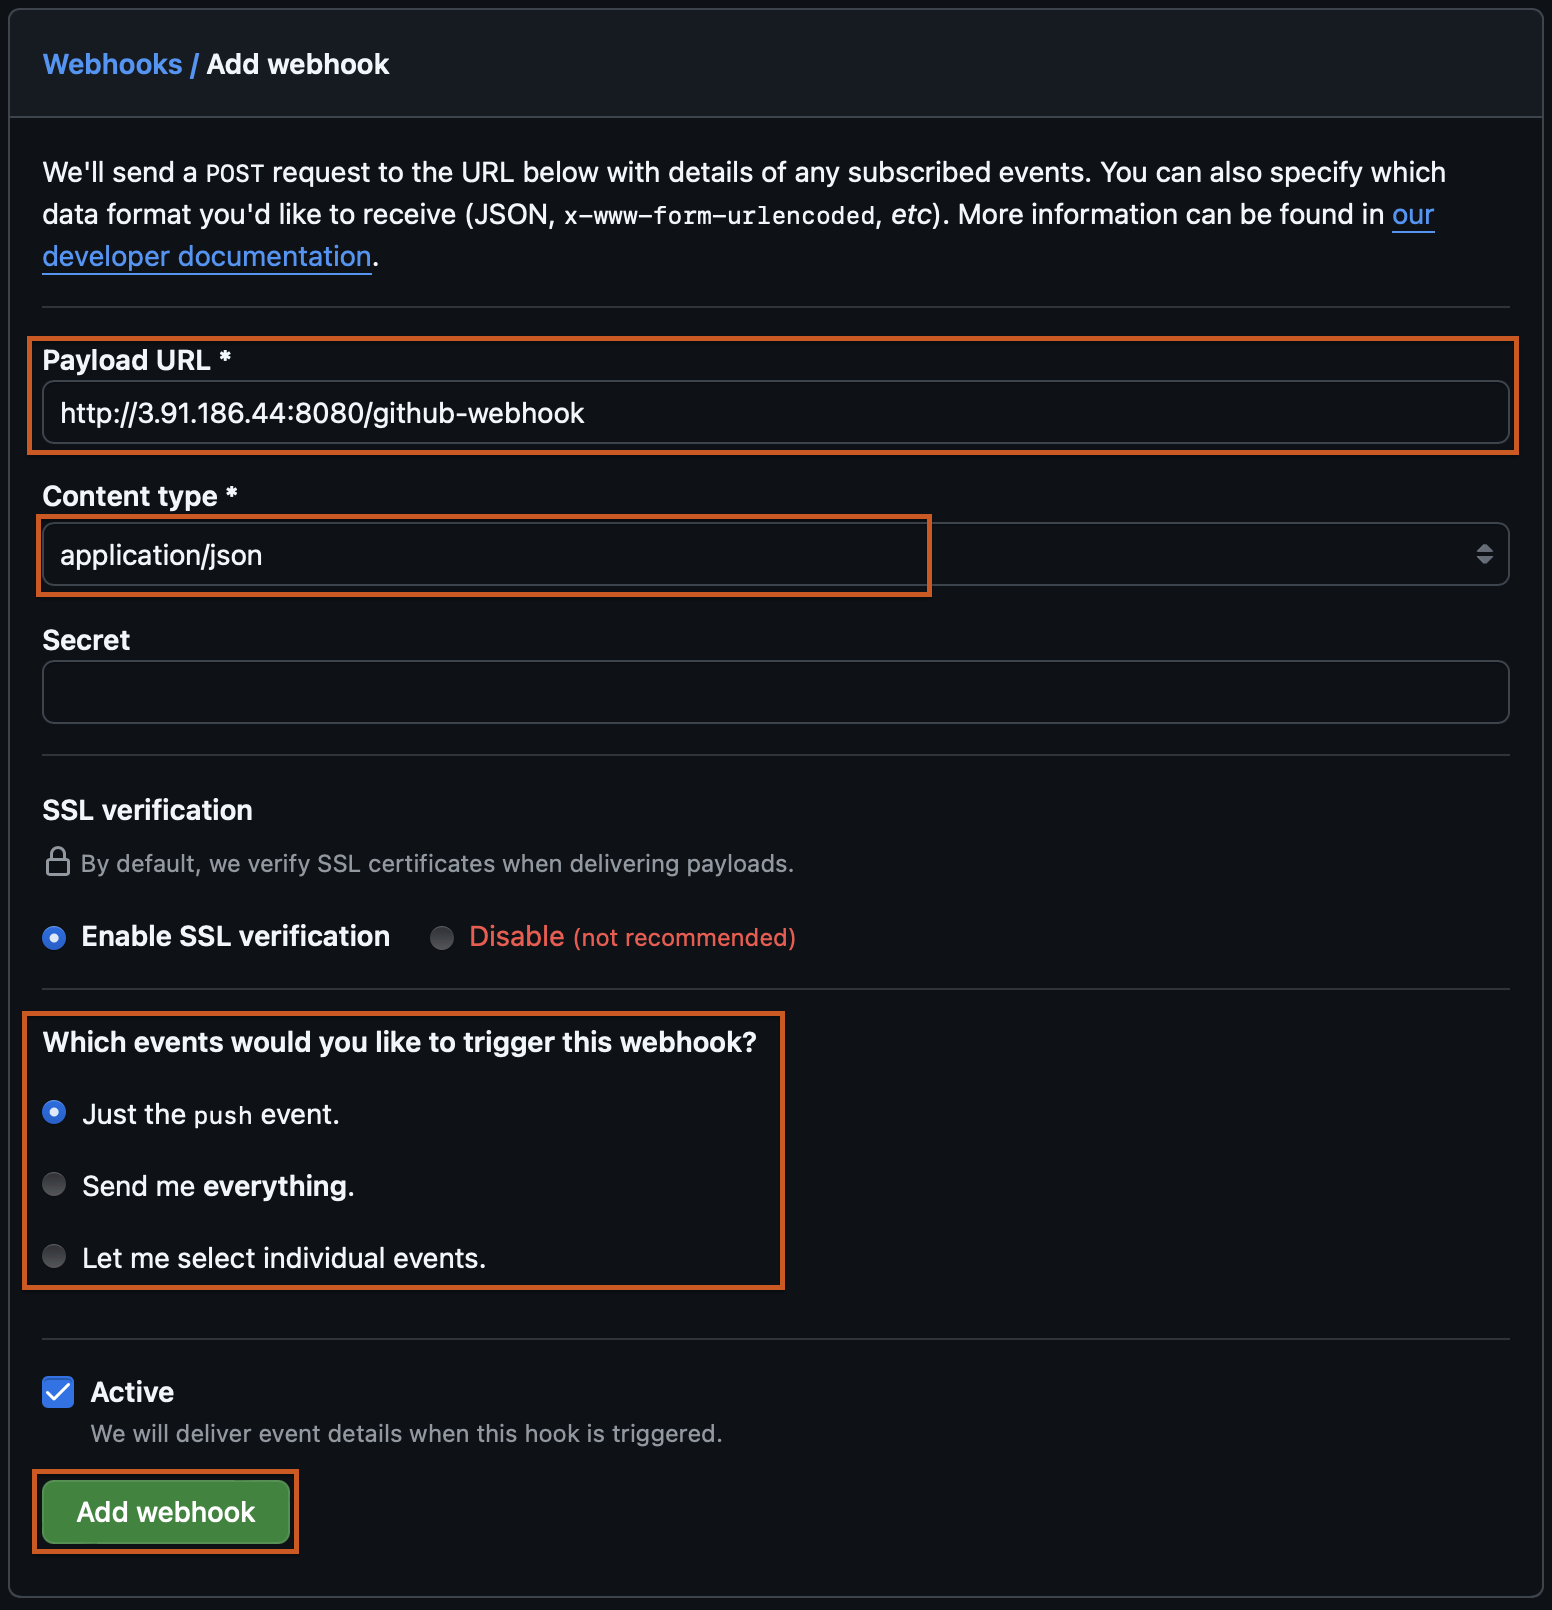 Webhooks / Add webhook
We'll send a POST request to the URL below with details of any subscribed events. You can also specify which
data format you'd like to receive (JSON, x-www-form-urlencoded, etc). More information can be found in our
developer documentation.
Payload URL *
http://3.91.186.44:8080/github-webhook
Content type *
application/json
Secret
SSL verification
By default, we verify SSL certificates when delivering payloads.
Enable SSL verification Disable (not recommended)
Which events would you like to trigger this webhook?
Just the push event.
Send me everything.
Let me select individual events.
Active
We will deliver event details when this hook is triggered.
Add webhook